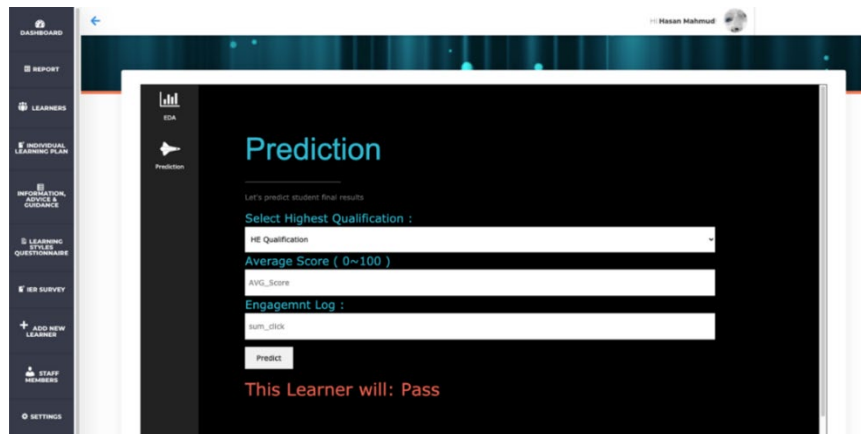 DASHBOARD
REPORT
LEARNERS
INDIVIDUAL
LEARNING PLAN
INFORMATION,
ADVICE &
GUIDANCE
LEARNING
STYLES
QUESTIONNAIRE
IER SURVEY
ADD NEW
LEARNER
STAFF
MEMBERS
SETTINGS
Hi Hasan Mahmud
EDA
Prediction
Prediction
Let's predict student final results
Select Highest Qualification :
HE Qualification
Average Score ( 0~100 )
AVG_Score
Engagemnt Log :
sum_click
Predict
This Learner will: Pass